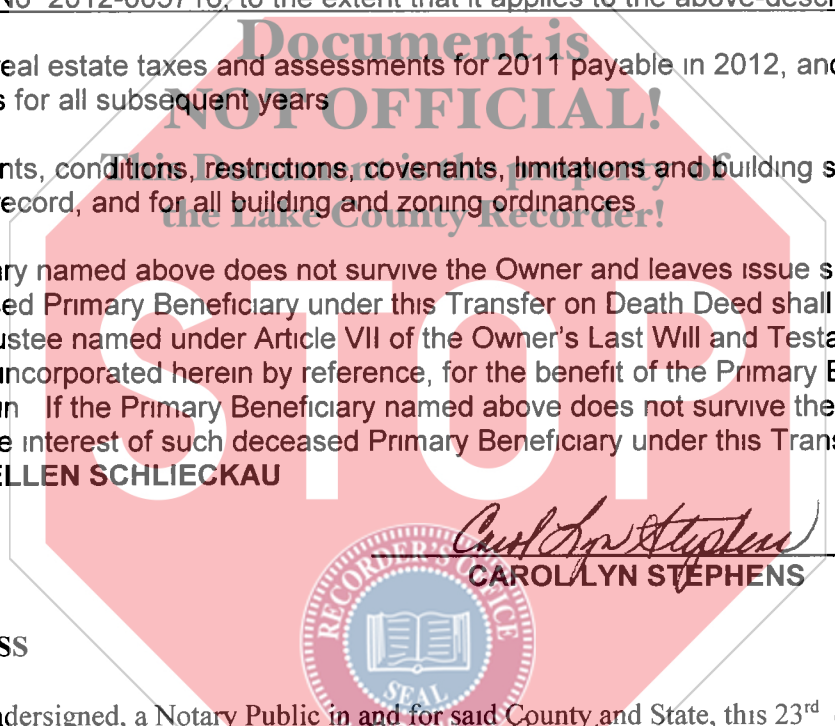 No 2012-005716, to the extent that it applies to the above-descr
Document is
eal estate taxes and assessments for 2011 payable in 2012, and
s for all subsequent years
NOT OFFICIAL!
This Document is the property of
nts, conditions, restrictions, covenants, limitations and building s
ecord, and for all building and zoning ordinances
the Lake County Recorder!
ary named above does not survive the Owner and leaves issue s
ed Primary Beneficiary under this Transfer on Death Deed shall
ustee named under Article VII of the Owner's Last Will and Testa
incorporated herein by reference, for the benefit of the Primary B
n If the Primary Beneficiary named above does not survive the
e interest of such deceased Primary Beneficiary under this Trans
ELLEN SCHLIECKAU
STOP
Carol Lyn Stephens
CAROL LYN STEPHENS
RECORDER'S OFFICE
SEAL
SS
ndersigned, a Notary Public in and for said County and State, this 23rd